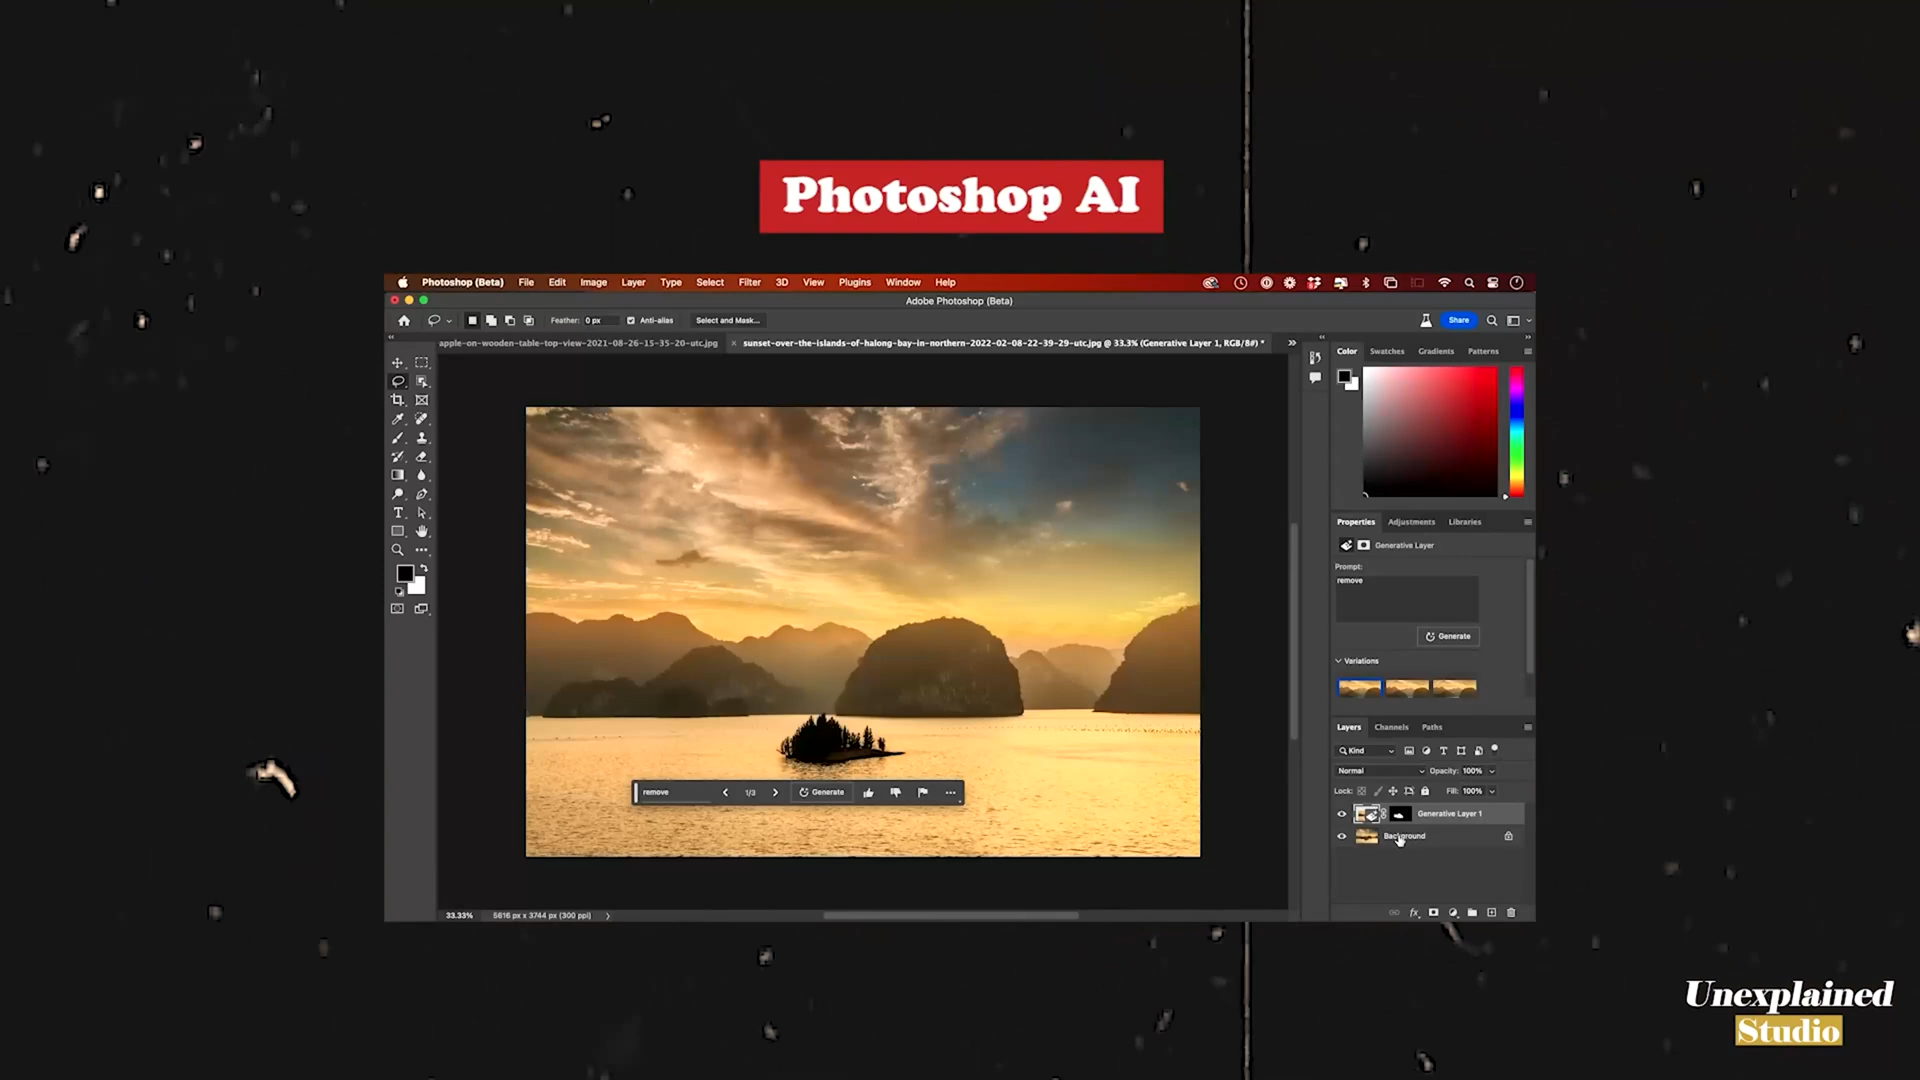 Photoshop AI
Photoshop (Beta) File Edit Image Layer Type Select Filter 3D View Plugins Window Help
Adobe Photoshop (Beta)
Feather: 0 px Anti-alias Select and Mask... Share
apple-on-wooden-table-top-view-2021-08-26-15-35-20-utc.jpg × sunset-over-the-islands-of-halong-bay-in-northern-2022-02-08-22-39-29-utc.jpg @ 33.3% (Generative Layer 1, RGB/8#) *
Color Swatches Gradients Patterns
Properties Adjustments Libraries
Generative Layer
Prompt:
remove
Generate
Variations
Layers Channels Paths
Kind
Normal Opacity: 100%
Lock: Fill: 100%
Generative Layer 1
Background
remove 1/3 Generate
33.33% 5616 px x 3744 px (300 ppi)
Unexplained
Studio